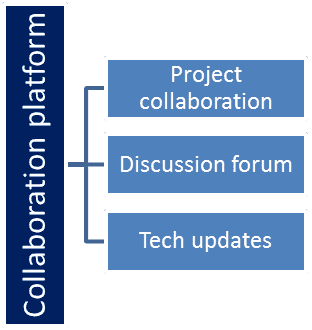 Collaboration platform
Project
collaboration
Discussion forum
Tech updates